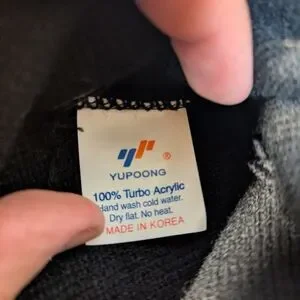 ®
YUPOONG
100% Turbo Acrylic
Hand wash cold water.
Dry flat. No heat.
MADE IN KOREA